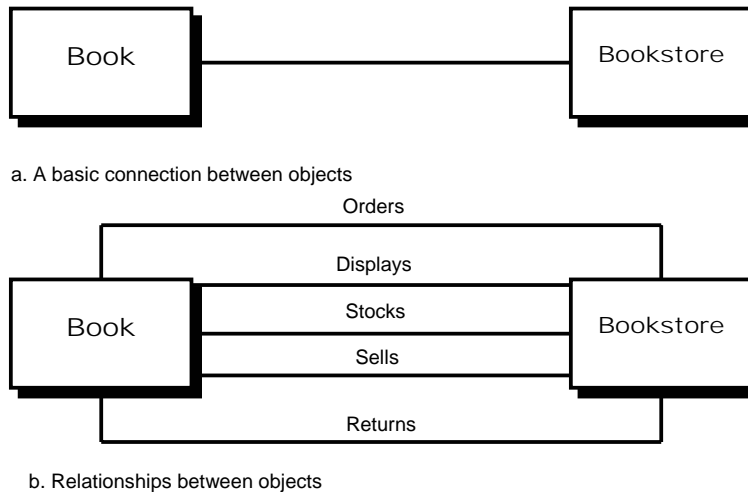 Book
Bookstore
a. A basic connection between objects
Orders
Displays
Book
Stocks
Bookstore
Sells
Returns
b. Relationships between objects